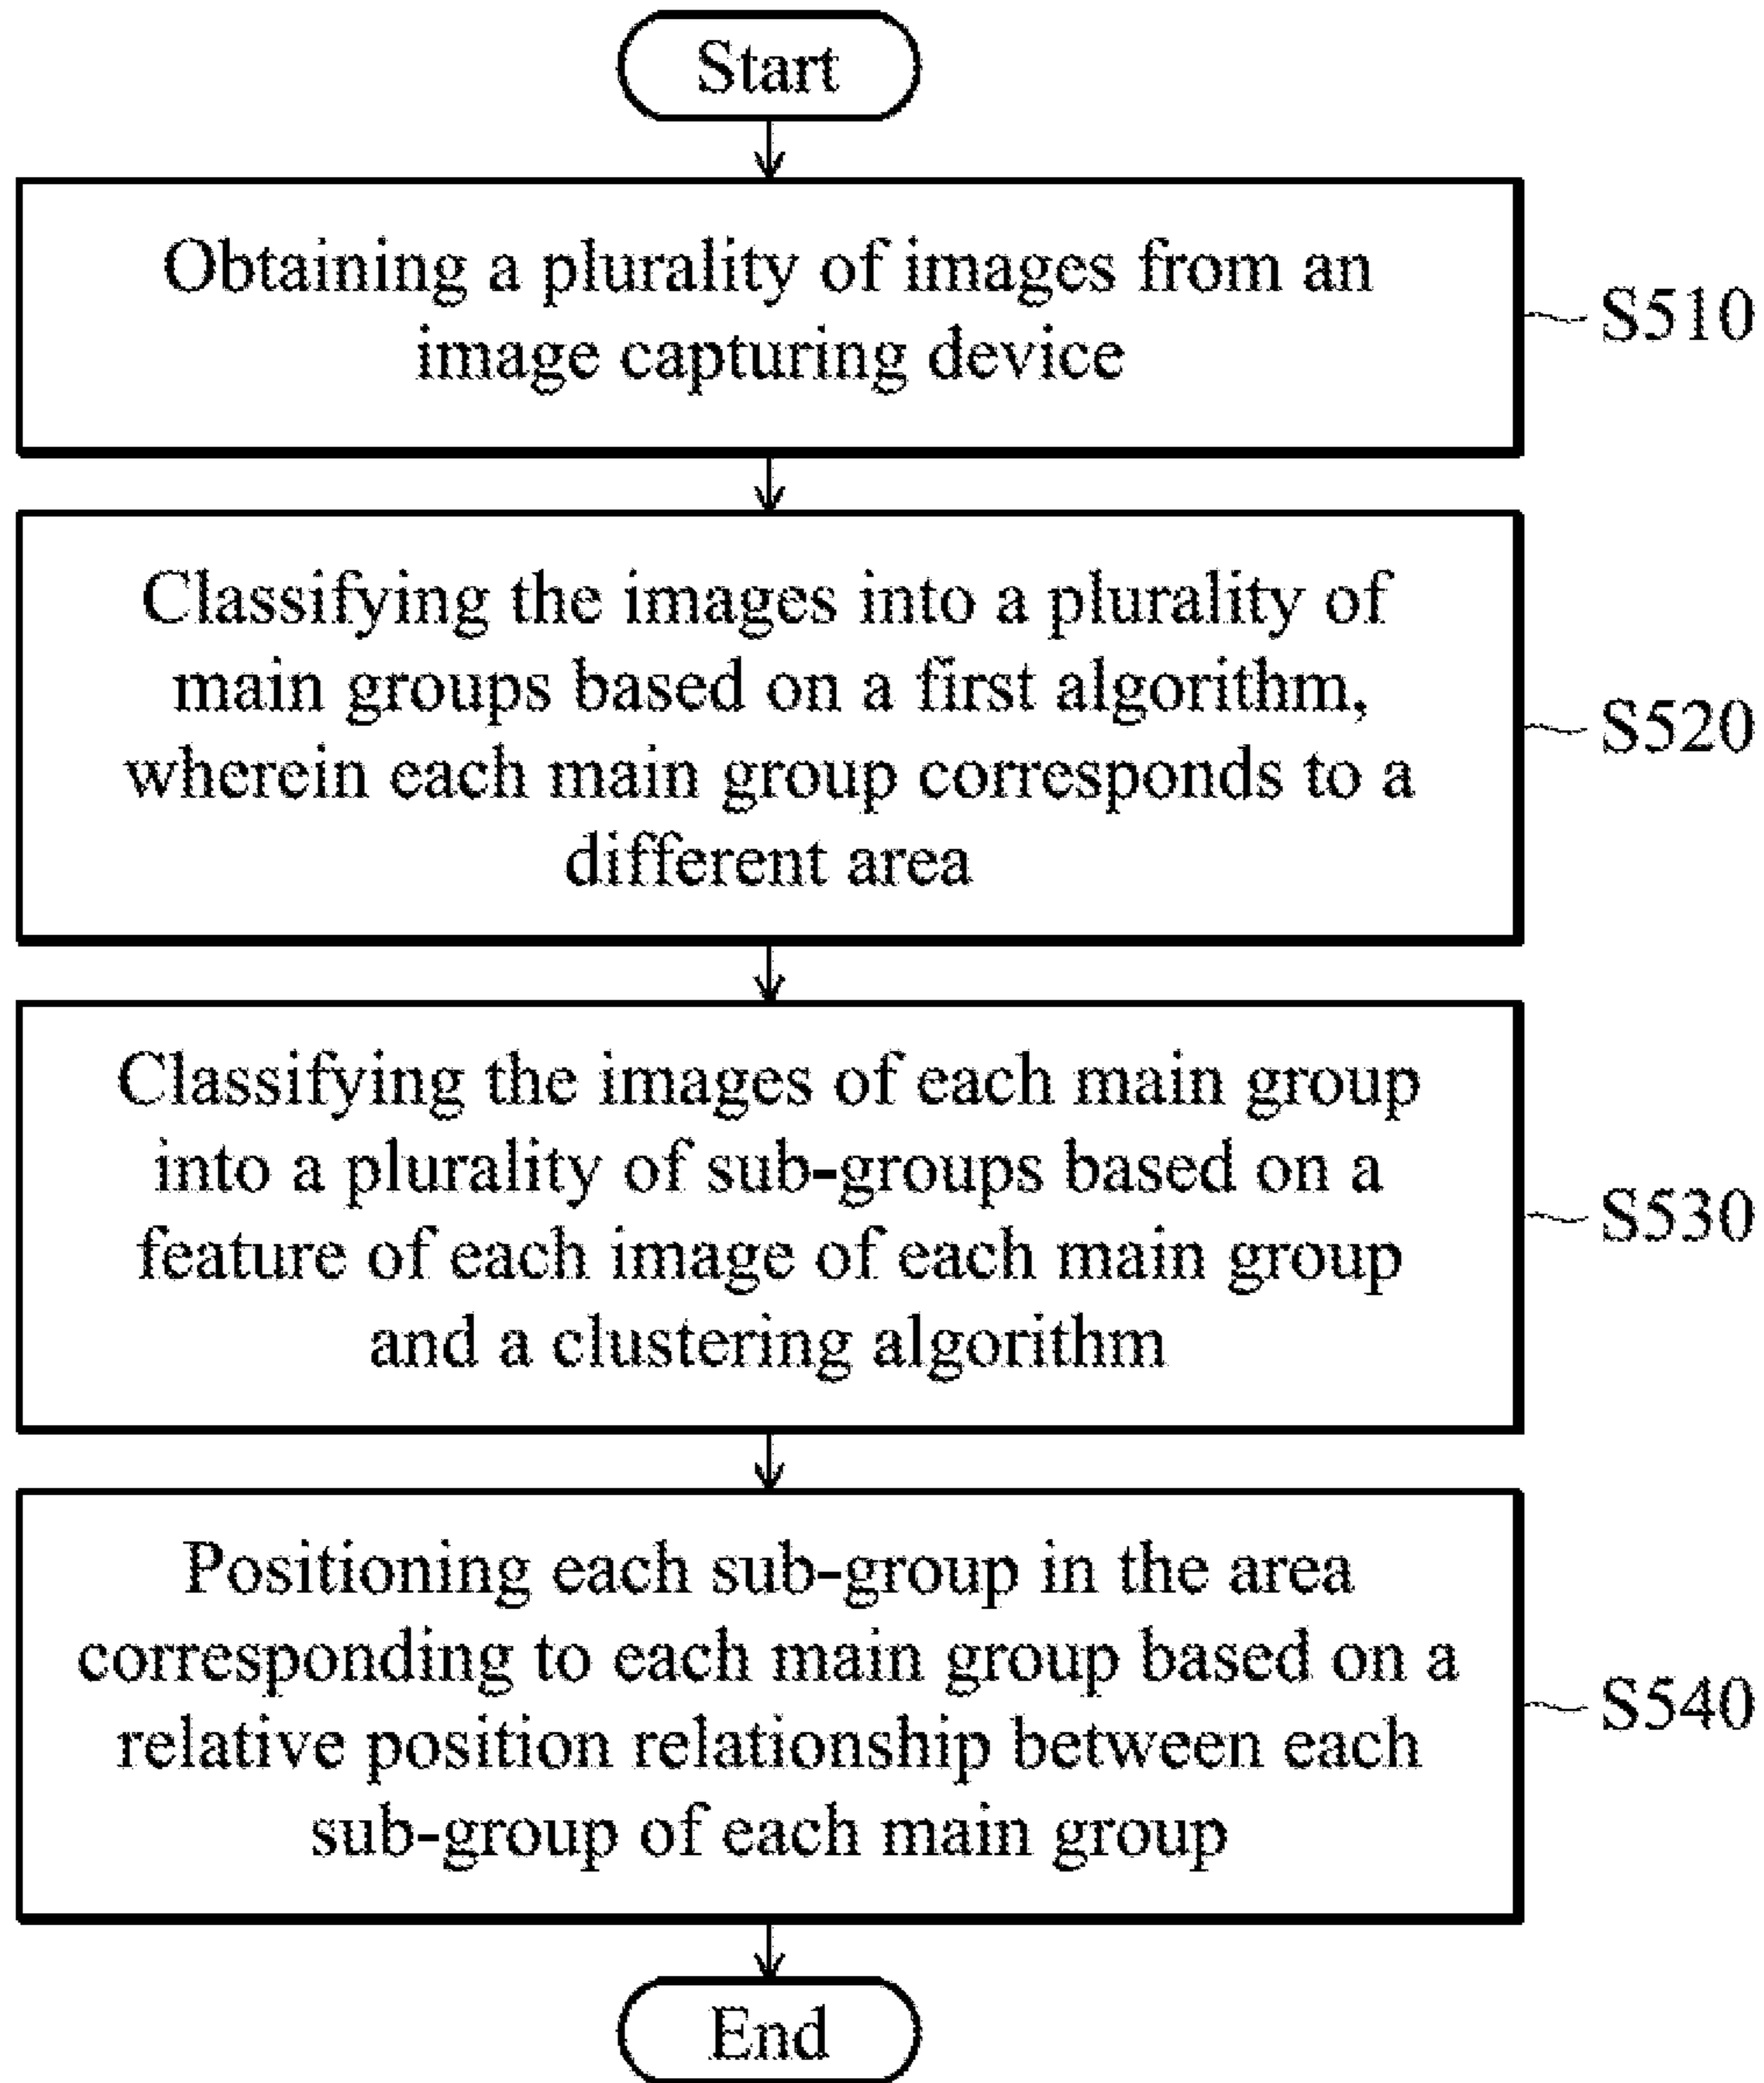 Start
Obtaining a plurality of images from an
image capturing device
S510
Classifying the images into a plurality of
main groups based on a first algorithm,
wherein each main group corresponds to a
different area
S520
Classifying the images of each main group
into a plurality of sub-groups based on a
feature of each image of each main group
and a clustering algorithm
S530
Positioning each sub-group in the area
corresponding to each main group based on a
relative position relationship between each
sub-group of each main group
S540
End